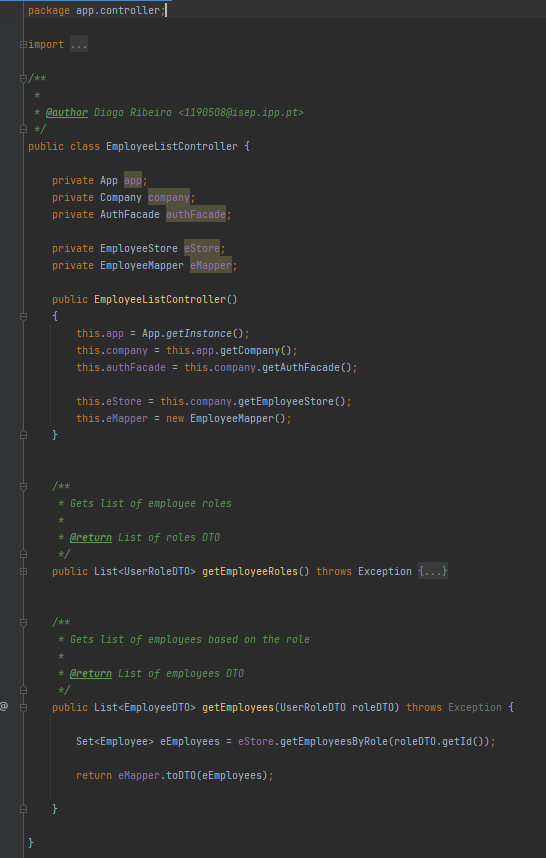 package app.controller;
import ...
/**
*
* @author Diogo Ribeiro <1190508@isep.ipp.pt>
*/
public class EmployeeListController {
private App app;
private Company company;
private AuthFacade authFacade;
private EmployeeStore eStore;
private EmployeeMapper eMapper;
public EmployeeListController()
{
this.app = App.getInstance();
this.company = this.app.getCompany();
this.authFacade = this.company.getAuthFacade();
this.eStore = this.company.getEmployeeStore();
this.eMapper = new EmployeeMapper();
}
/**
* Gets list of employee roles
*
* @return List of roles DTO
*/
public List<UserRoleDTO> getEmployeeRoles() throws Exception {...}
/**
* Gets list of employees based on the role
*
* @return List of employees DTO
*/
@ public List<EmployeeDTO> getEmployees(UserRoleDTO roleDTO) throws Exception {
Set<Employee> eEmployees = eStore.getEmployeesByRole(roleDTO.getId());
return eMapper.toDTO(eEmployees);
}
}